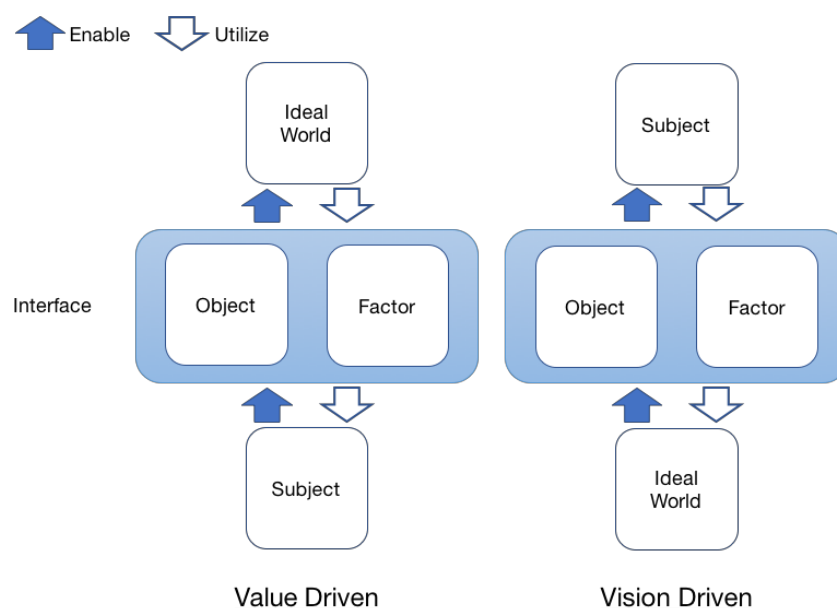 Enable Utilize
Ideal
World
Subject
Interface
Object
Factor
Object
Factor
Subject
Ideal
World
Value Driven
Vision Driven